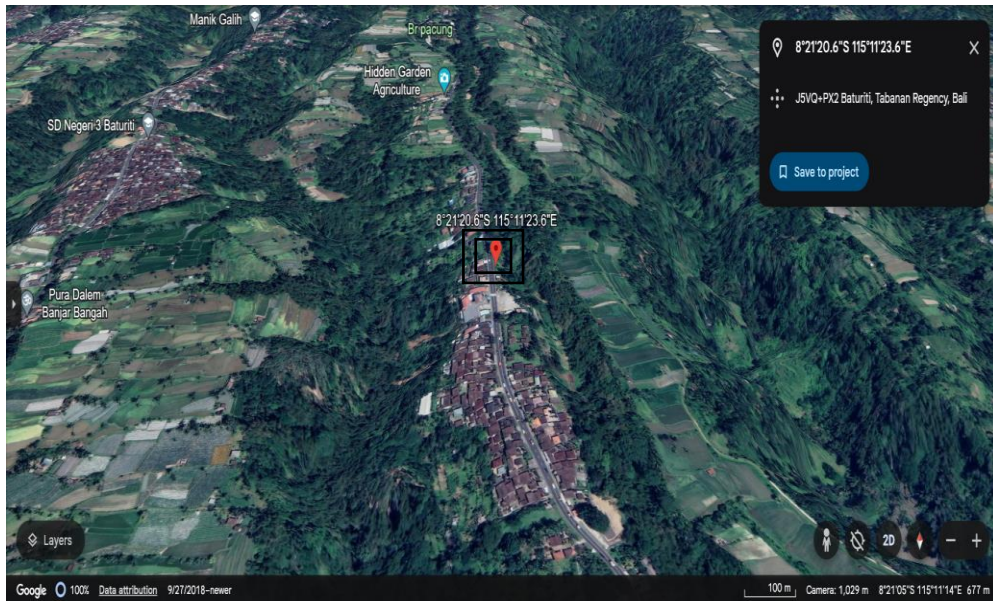 Manik Galih
Br pacung
Hidden Garden
Agriculture
SD Negeri 3 Baturiti
8°21'20.6"S 115°11'23.6"E
Pura Dalem
Banjar Bangah
8°21'20.6"S 115°11'23.6"E
J5VQ+PX2 Baturiti, Tabanan Regency, Bali
Save to project
Layers
2D
Google 100% Data attribution 9/27/2018–newer
100 m Camera: 1,029 m 8°21'05"S 115°11'14"E 677 m